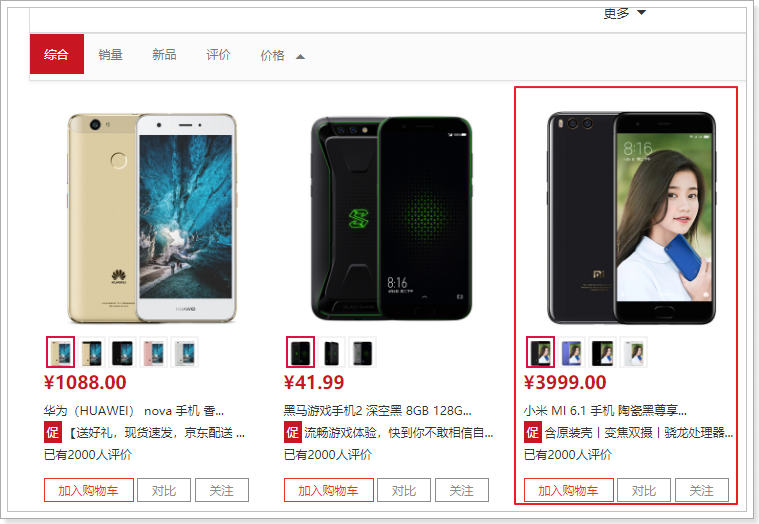 更多
综合 销量 新品 评价 价格
HUAWEI
HUAWEI
8:16
8:16
¥1088.00
华为（HUAWEI） nova 手机 香...
促 【送好礼，现货速发，京东配送 ...
已有2000人评价
加入购物车 对比 关注
¥41.99
黑马游戏手机2 深空黑 8GB 128G...
促 流畅游戏体验，快到你不敢相信自...
已有2000人评价
加入购物车 对比 关注
¥3999.00
小米 MI 6.1 手机 陶瓷黑尊享...
促 含原装壳丨变焦双摄丨骁龙处理器...
已有2000人评价
加入购物车 对比 关注